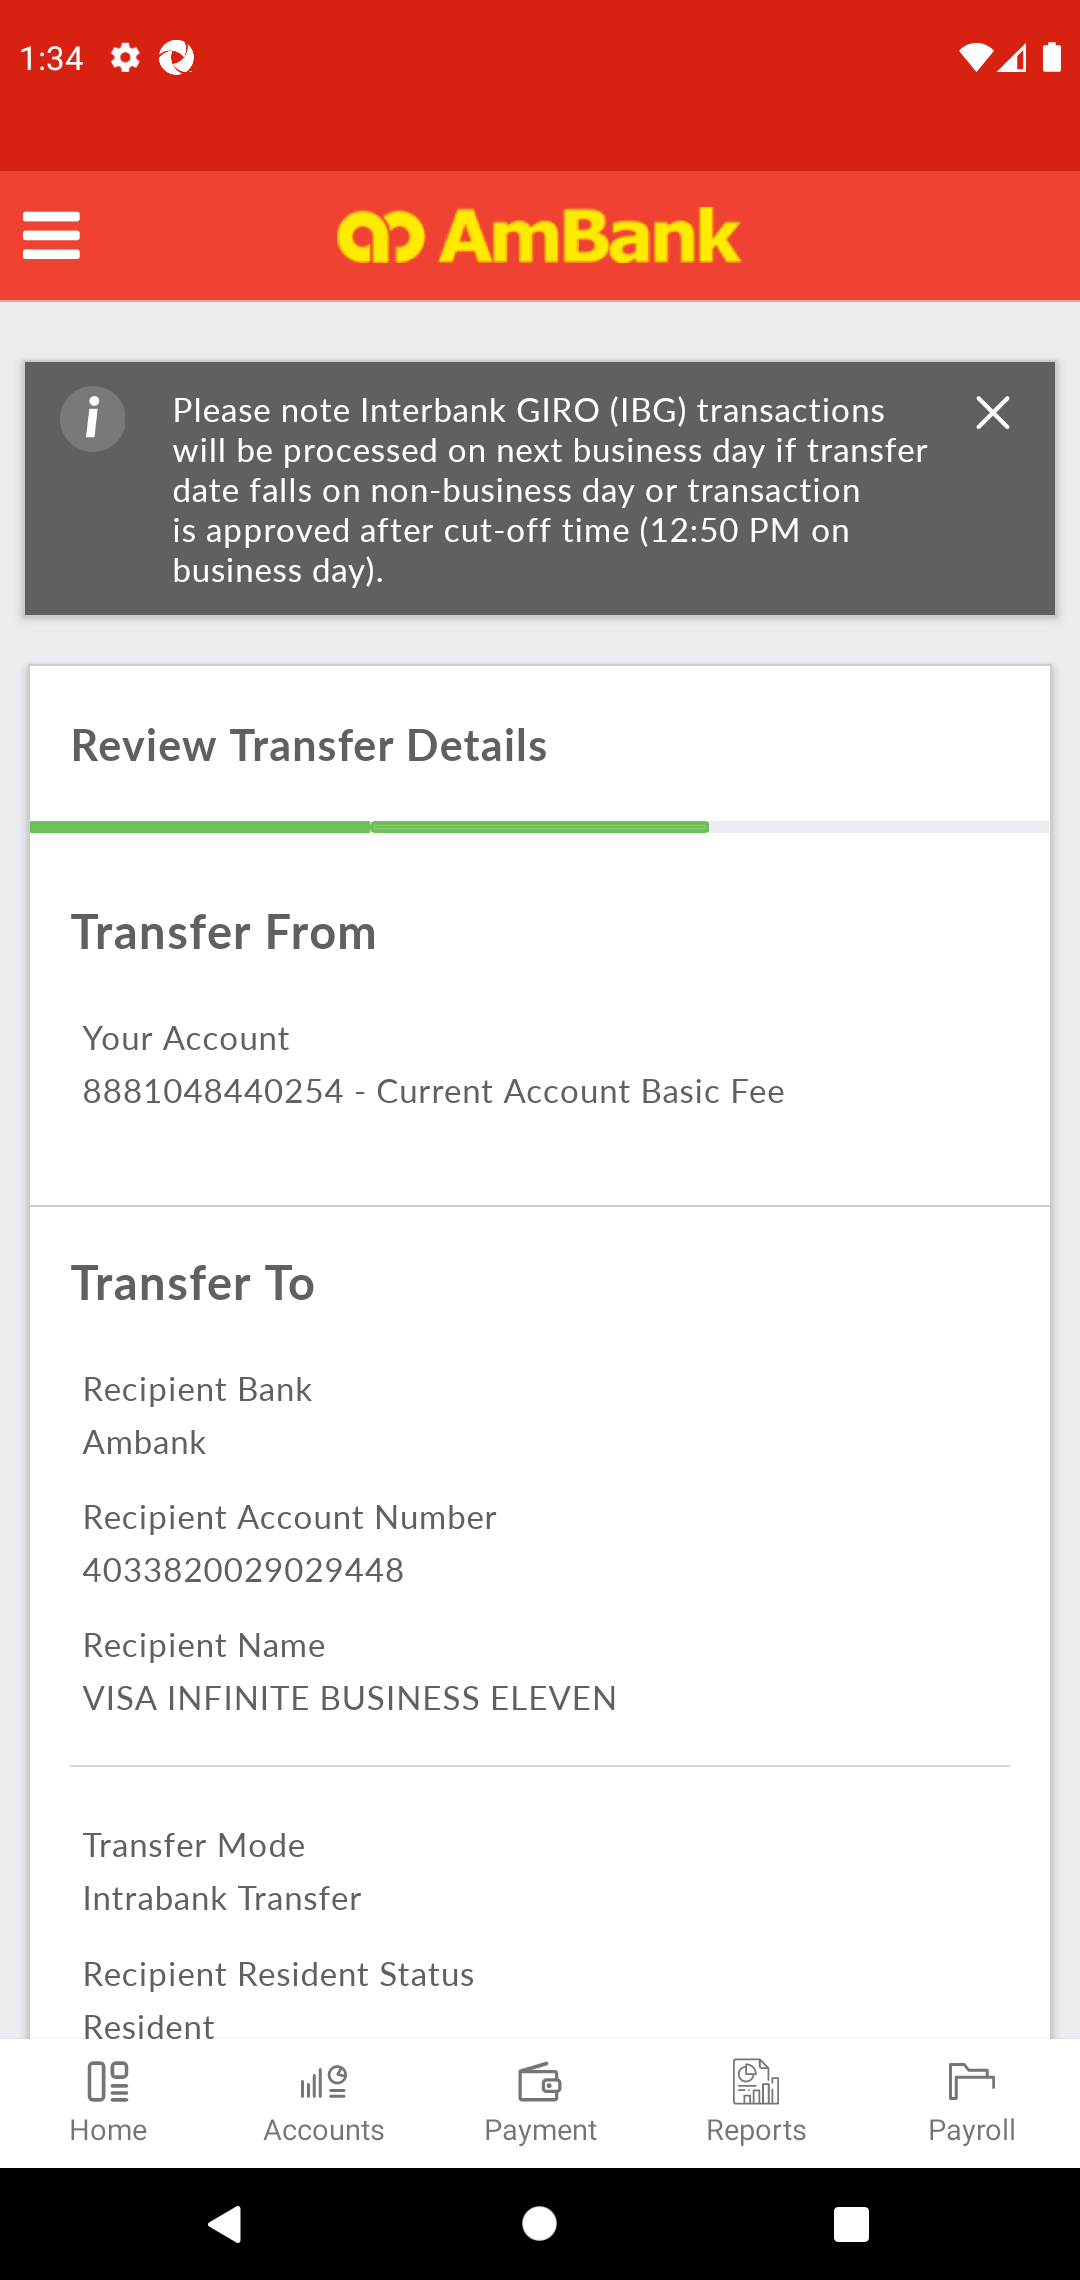 1:34
AmBank
Please note Interbank GIRO (IBG) transactions
will be processed on next business day if transfer
date falls on non-business day or transaction
is approved after cut-off time (12:50 PM on
business day).
Review Transfer Details
Transfer From
Your Account
8881048440254 - Current Account Basic Fee
Transfer To
Recipient Bank
Ambank
Recipient Account Number
4033820029029448
Recipient Name
VISA INFINITE BUSINESS ELEVEN
Transfer Mode
Intrabank Transfer
Recipient Resident Status
Resident
Home Accounts Payment Reports Payroll